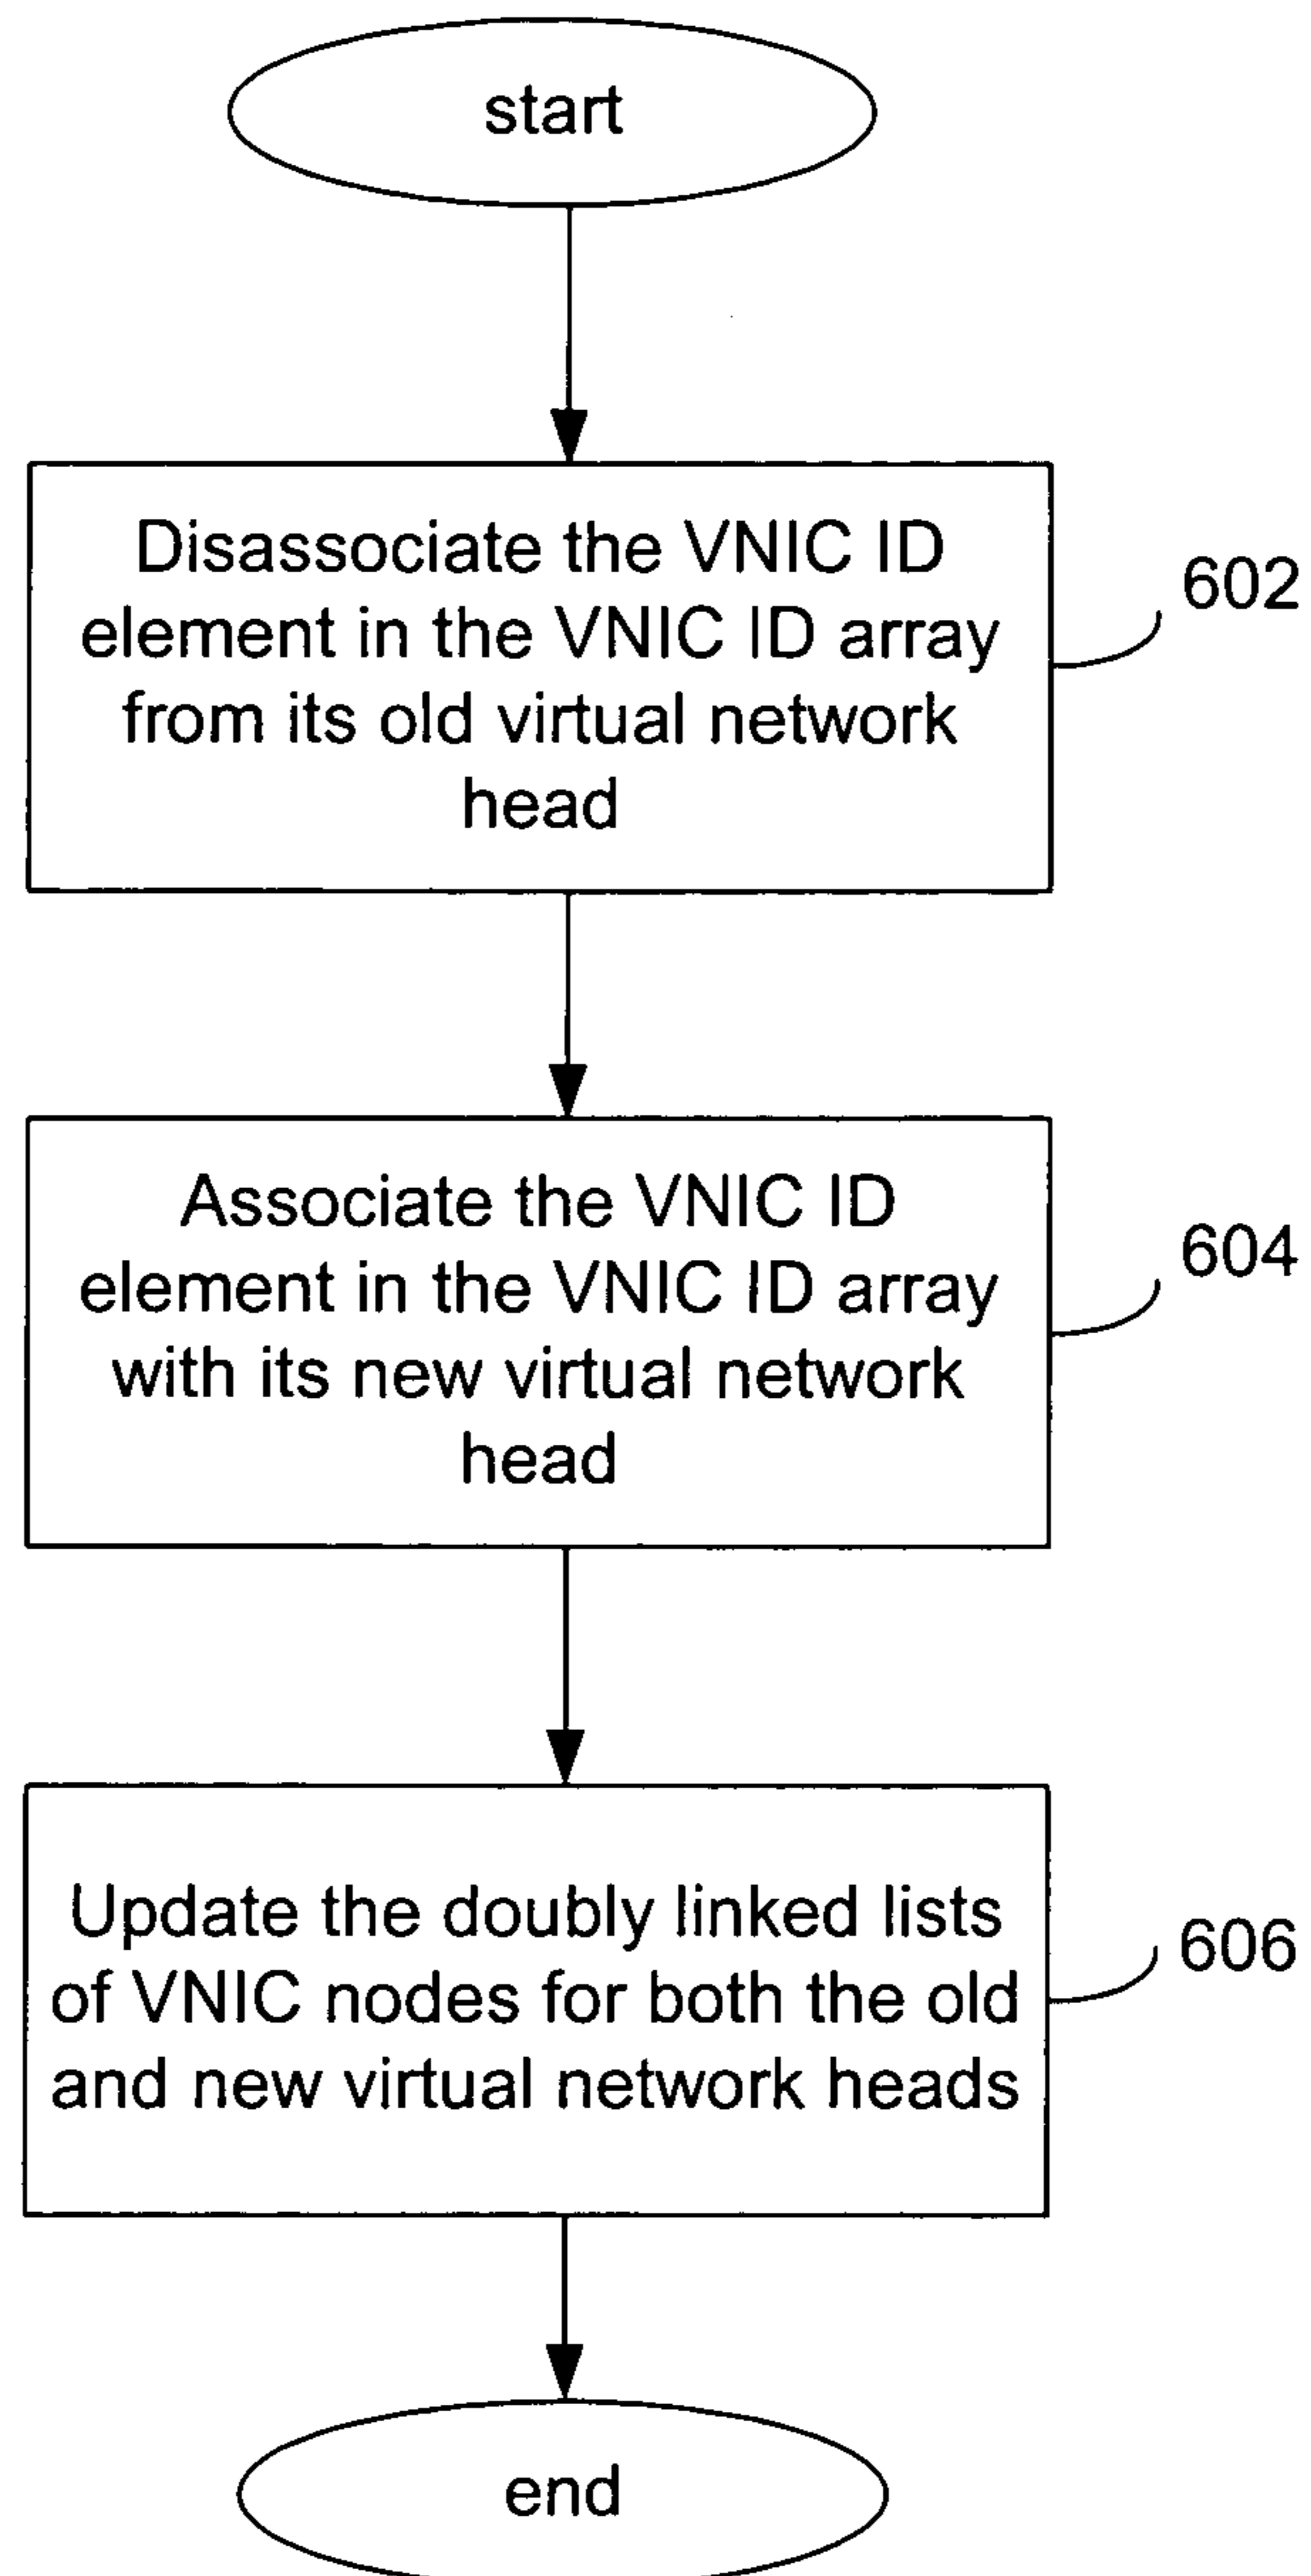 start
Disassociate the VNIC ID
element in the VNIC ID array
from its old virtual network
head
602
Associate the VNIC ID
element in the VNIC ID array
with its new virtual network
head
604
Update the doubly linked lists
of VNIC nodes for both the old
and new virtual network heads
606
end